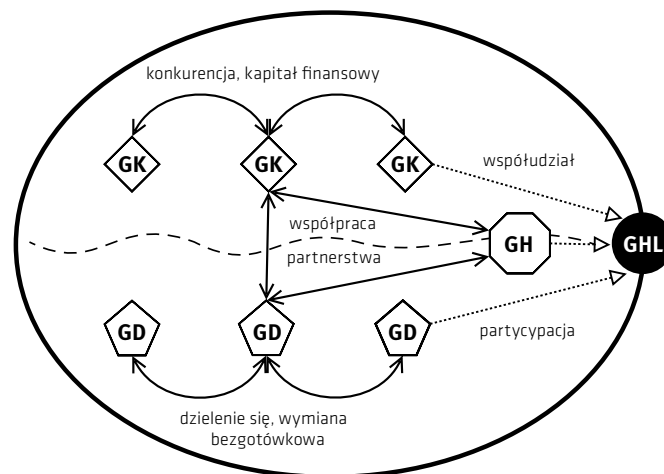 konkurencja, kapitał finansowy
GK GK GK
współudział
współpraca
GH
GHL
partnerstwa
GD GD GD
partycypacja
dzielenie się, wymiana
bezgotówkowa